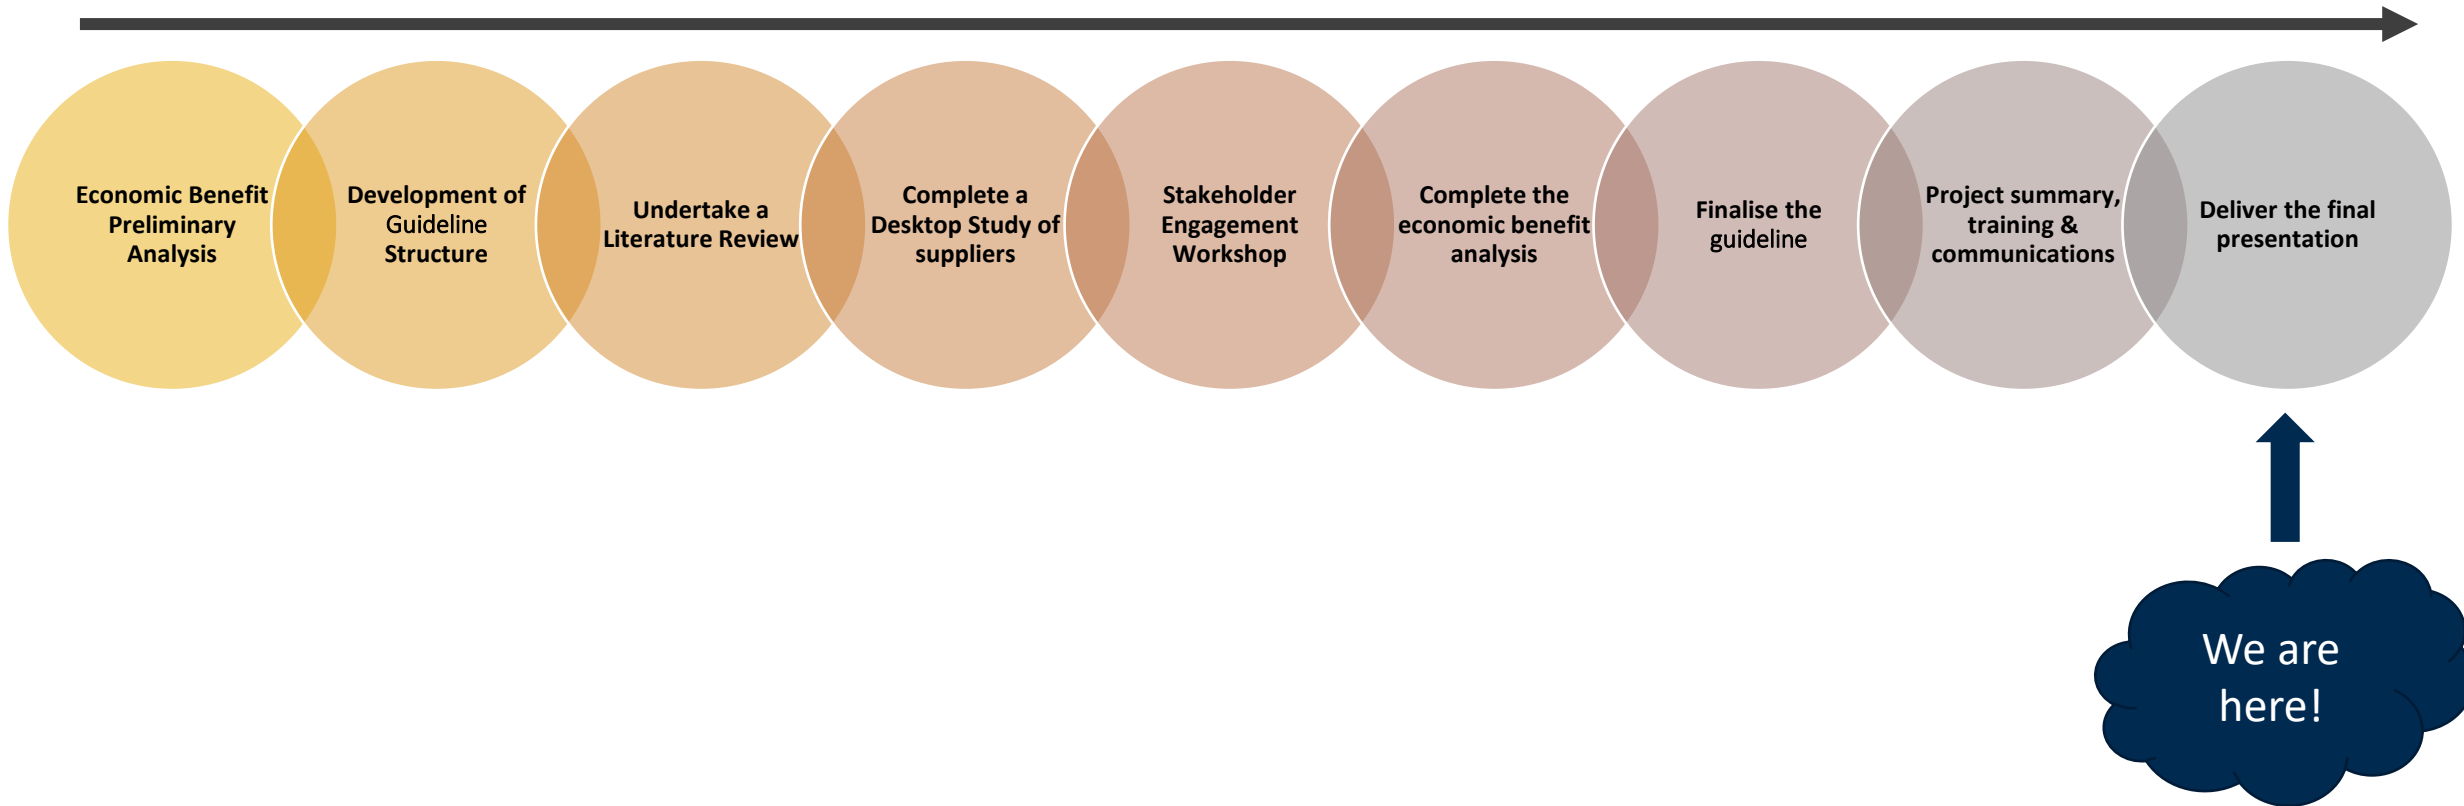 Economic Benefit
Preliminary
Analysis
Development of
Guideline
Structure
Undertake a
Literature Review
Complete a
Desktop Study of
suppliers
Stakeholder
Engagement
Workshop
Complete the
economic benefit
analysis
Finalise the
guideline
Project summary,
training &
communications
Deliver the final
presentation
We are
here!